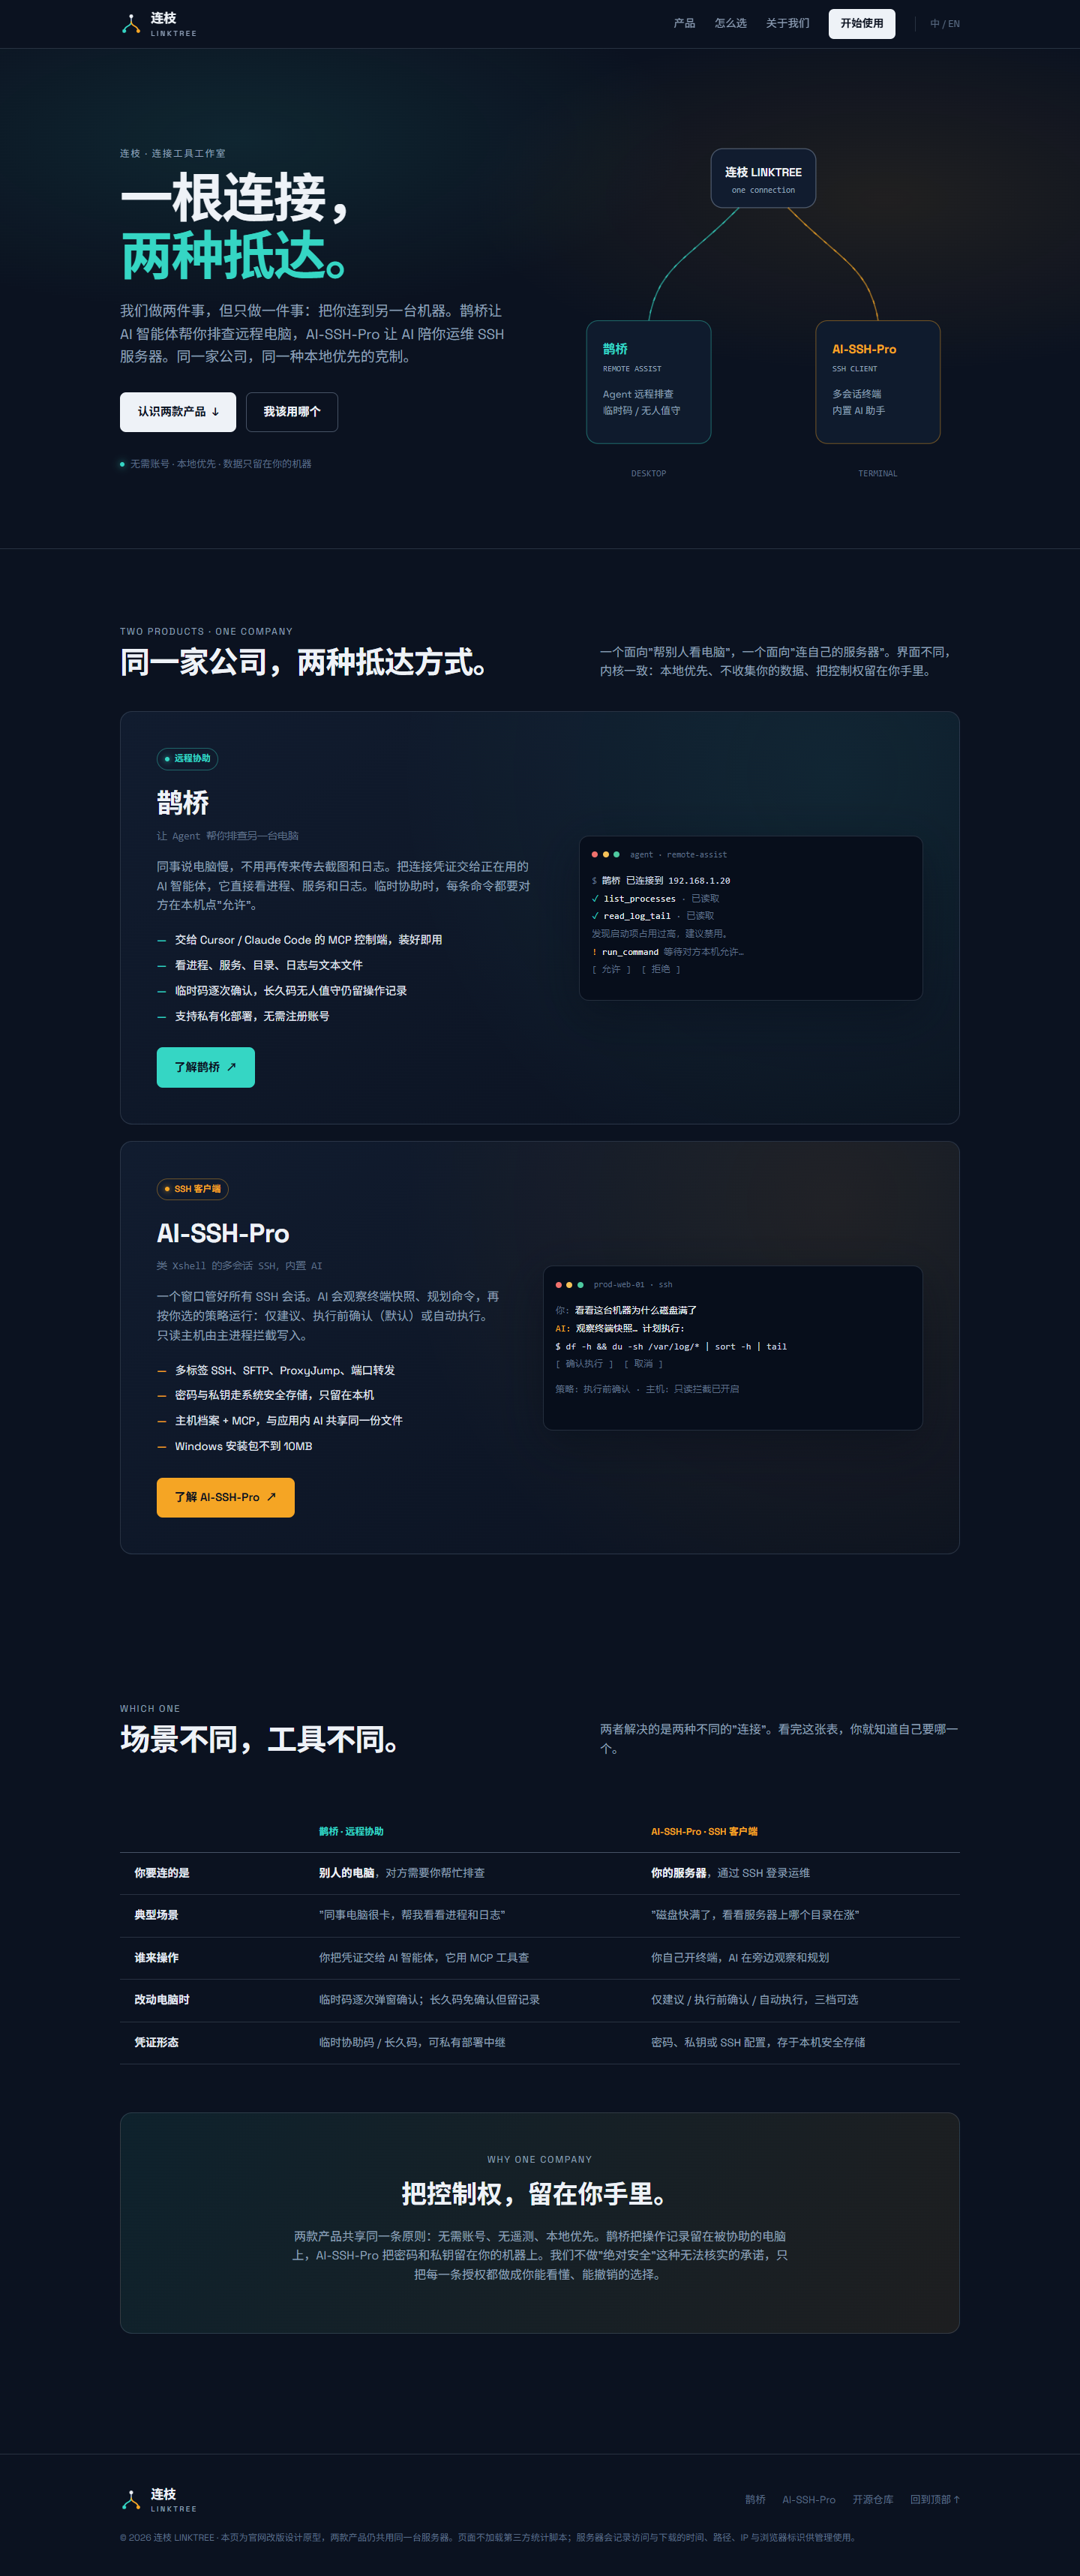 连枝
LINKTREE
产品
怎么选
关于我们
开始使用
中 / EN
连枝 · 连接工具工作室
一根连接，
两种抵达。
我们做两件事，但只做一件事：把你连到另一台机器。鹊桥让
AI 智能体帮你排查远程电脑，AI-SSH-Pro 让 AI 陪你运维 SSH
服务器。同一家公司，同一种本地优先的克制。
认识两款产品 ↓
我该用哪个
无需账号 · 本地优先 · 数据只留在你的机器
连枝 LINKTREE
one connection
鹊桥
REMOTE ASSIST
Agent 远程排查
临时码 / 无人值守
DESKTOP
AI-SSH-Pro
SSH CLIENT
多会话终端
内置 AI 助手
TERMINAL
TWO PRODUCTS · ONE COMPANY
同一家公司，两种抵达方式。
一个面向"帮别人看电脑"，一个面向"连自己的服务器"。界面不同，
内核一致：本地优先、不收集你的数据、把控制权留在你手里。
远程协助
鹊桥
让 Agent 帮你排查另一台电脑
同事说电脑慢，不用再传来传去截图和日志。把连接凭证交给正在用的
AI 智能体，它直接看进程、服务和日志。临时协助时，每条命令都要对
方在本机点"允许"。
— 交给 Cursor / Claude Code 的 MCP 控制端，装好即用
— 看进程、服务、目录、日志与文本文件
— 临时码逐次确认，长久码无人值守仍留操作记录
— 支持私有化部署，无需注册账号
了解鹊桥 ↗
agent · remote-assist
$ 鹊桥 已连接到 192.168.1.20
✓ list_processes · 已读取
✓ read_log_tail · 已读取
发现启动项占用过高，建议禁用。
! run_command 等待对方本机允许…
[ 允许 ] [ 拒绝 ]
SSH 客户端
AI-SSH-Pro
类 Xshell 的多会话 SSH，内置 AI
一个窗口管好所有 SSH 会话。AI 会观察终端快照、规划命令，再
按你选的策略运行：仅建议、执行前确认（默认）或自动执行。
只读主机由主进程拦截写入。
— 多标签 SSH、SFTP、ProxyJump、端口转发
— 密码与私钥走系统安全存储，只留在本机
— 主机档案 + MCP，与应用内 AI 共享同一份文件
— Windows 安装包不到 10MB
了解 AI-SSH-Pro ↗
prod-web-01 · ssh
你: 看看这台机器为什么磁盘满了
AI: 观察终端快照… 计划执行:
$ df -h && du -sh /var/log/* | sort -h | tail
[ 确认执行 ] [ 取消 ]
策略: 执行前确认 · 主机: 只读拦截已开启
WHICH ONE
场景不同，工具不同。
两者解决的是两种不同的"连接"。看完这张表，你就知道自己要哪一
个。
鹊桥 · 远程协助
AI-SSH-Pro · SSH 客户端
你要连的是
别人的电脑，对方需要你帮忙排查
你的服务器，通过 SSH 登录运维
典型场景
"同事电脑很卡，帮我看看进程和日志"
"磁盘快满了，看看服务器上哪个目录在涨"
谁来操作
你把凭证交给 AI 智能体，它用 MCP 工具查
你自己开终端，AI 在旁边观察和规划
改动电脑时
临时码逐次弹窗确认；长久码免确认但留记录
仅建议 / 执行前确认 / 自动执行，三档可选
凭证形态
临时协助码 / 长久码，可私有部署中继
密码、私钥或 SSH 配置，存于本机安全存储
WHY ONE COMPANY
把控制权，留在你手里。
两款产品共享同一条原则：无需账号、无遥测、本地优先。鹊桥把操作记录留在被协助的电脑
上，AI-SSH-Pro 把密码和私钥留在你的机器上。我们不做"绝对安全"这种无法核实的承诺，只
把每一条授权都做成你能看懂、能撤销的选择。
连枝
LINKTREE
鹊桥
AI-SSH-Pro
开源仓库
回到顶部 ↑
© 2026 连枝 LINKTREE · 本页为官网改版设计原型，两款产品仍共用同一台服务器。页面不加载第三方统计脚本；服务器会记录访问与下载的时间、路径、IP 与浏览器标识供管理使用。